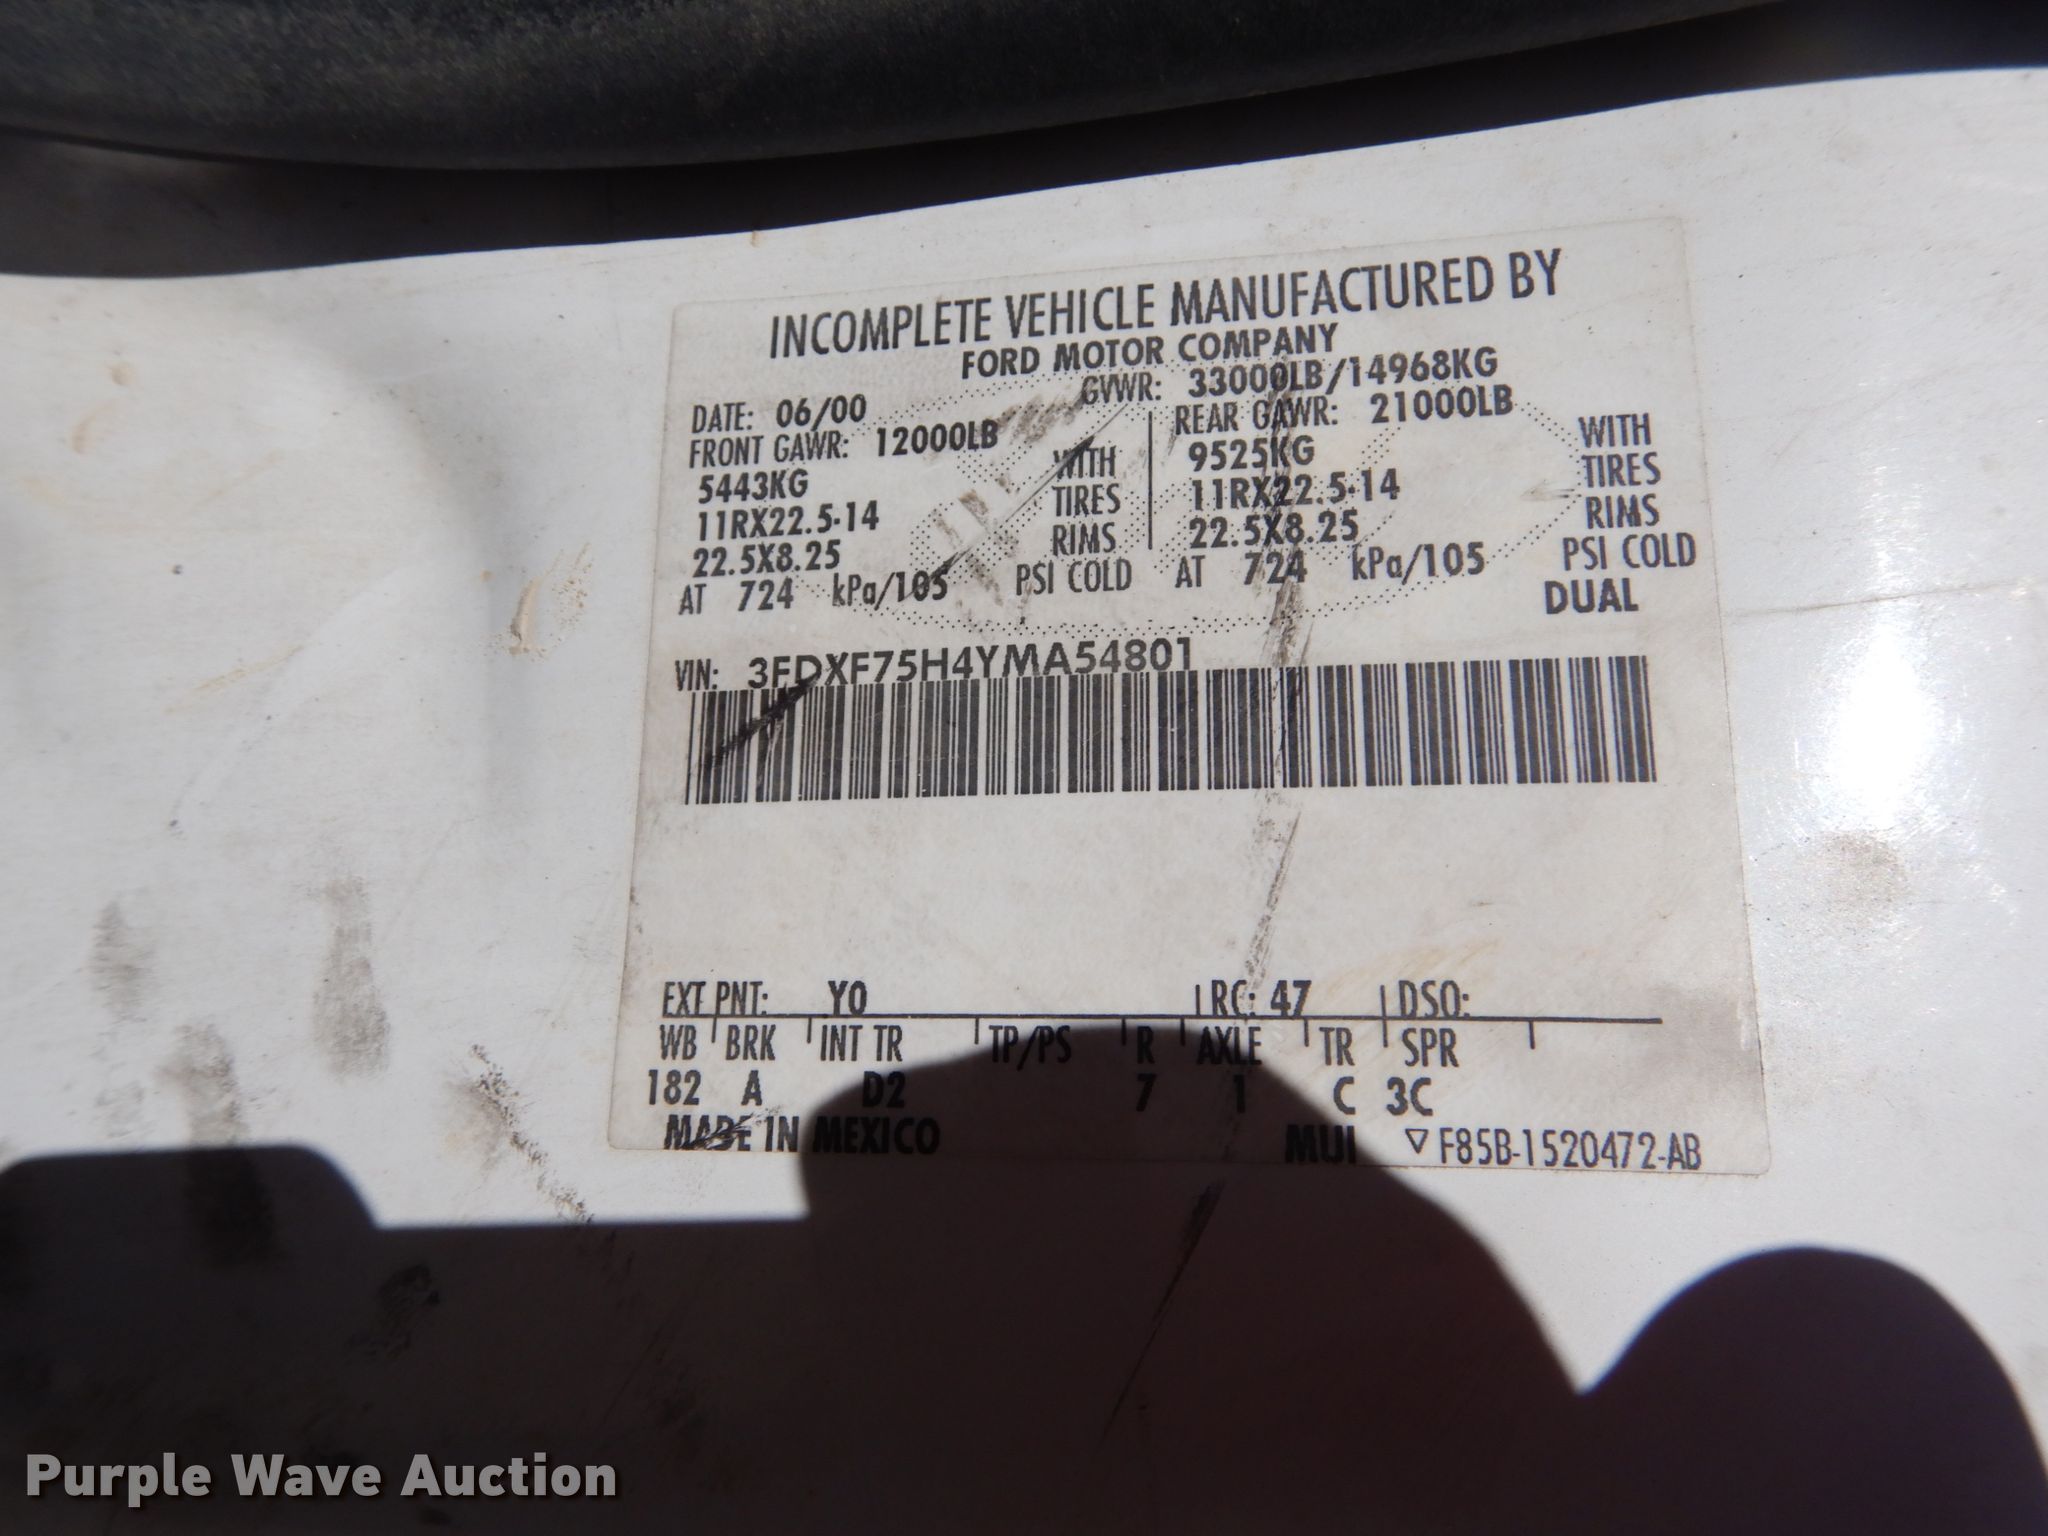 INCOMPLETE VEHICLE MANUFACTURED BY
FORD MOTOR COMPANY
DATE: 06/00 GVWR: 33000LB/14968KG
FRONT GAWR: 12000LB REAR GAWR: 21000LB
5443KG WITH 9525KG WITH
11RX22.5-14 TIRES 11RX22.5-14 TIRES
22.5X8.25 RIMS 22.5X8.25 RIMS
AT 724 kPa/105 PSI COLD AT 724 kPa/105 PSI COLD
DUAL
VIN: 3FDXF75H4YMA54801
EXT PNT: YO RC: 47 DSO:
WB BRK INT TR TP/PS R AXLE TR SPR
182 A D2 7 1 C 3C
MADE IN MEXICO MUI F85B-1520472-AB
Purple Wave Auction